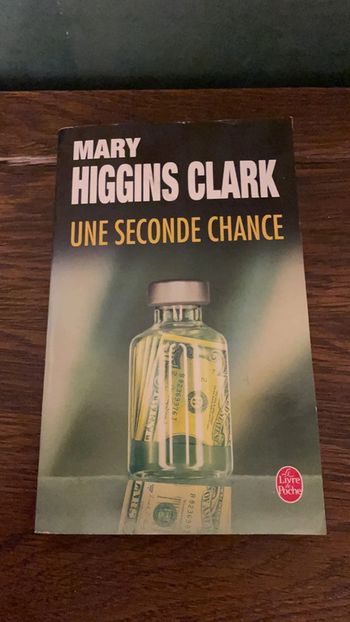 MARY
HIGGINS CLARK
UNE SECONDE CHANCE
Le
Livre
de
Poche